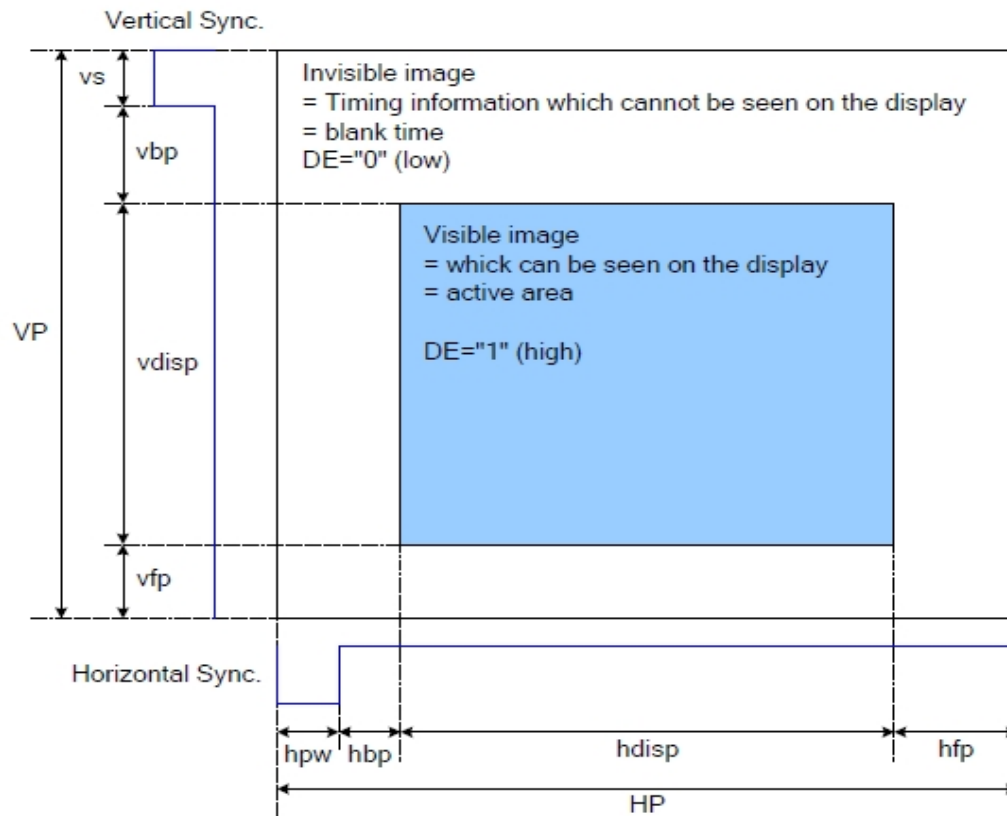 Vertical Sync.
vs
Invisible image
= Timing information which cannot be seen on the display
= blank time
DE="0" (low)
vbp
Visible image
= whick can be seen on the display
= active area
DE="1" (high)
VP
vdisp
vfp
Horizontal Sync.
hpw
hbp
hdisp
hfp
HP